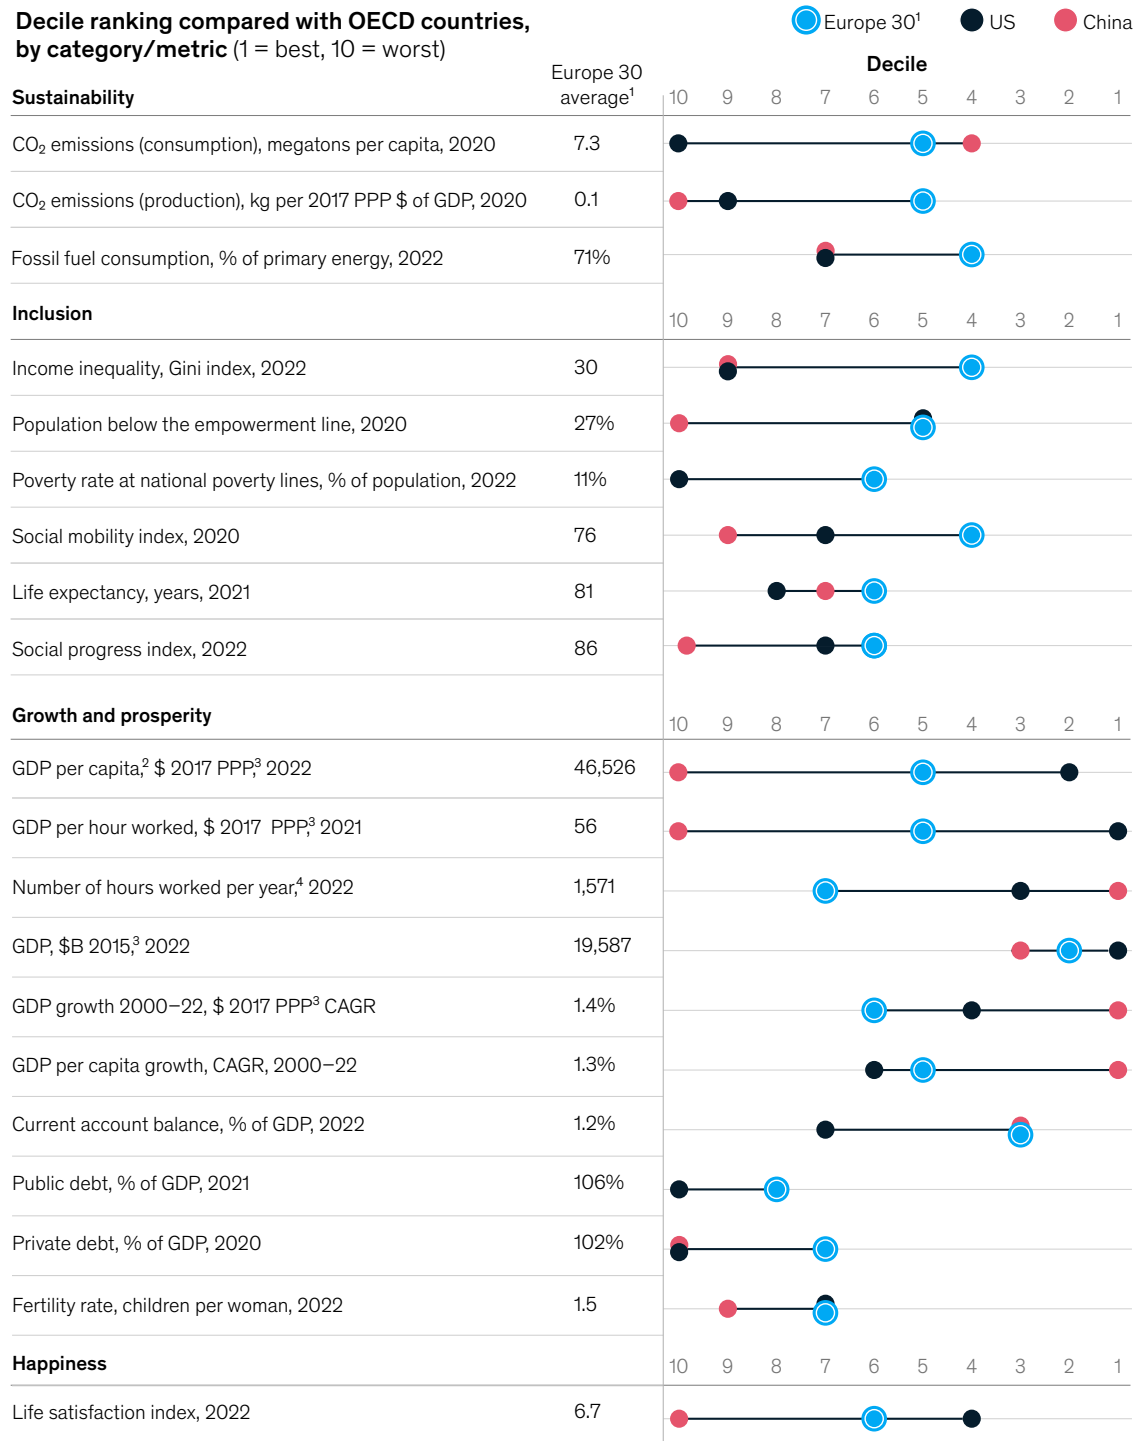 Decile ranking compared with OECD countries,
by category/metric (1 = best, 10 = worst)
Europe 30¹ US China
Europe 30 average¹
Decile
Sustainability 10 9 8 7 6 5 4 3 2 1
CO₂ emissions (consumption), megatons per capita, 2020 7.3
CO₂ emissions (production), kg per 2017 PPP $ of GDP, 2020 0.1
Fossil fuel consumption, % of primary energy, 2022 71%
Inclusion 10 9 8 7 6 5 4 3 2 1
Income inequality, Gini index, 2022 30
Population below the empowerment line, 2020 27%
Poverty rate at national poverty lines, % of population, 2022 11%
Social mobility index, 2020 76
Life expectancy, years, 2021 81
Social progress index, 2022 86
Growth and prosperity 10 9 8 7 6 5 4 3 2 1
GDP per capita,² $ 2017 PPP,³ 2022 46,526
GDP per hour worked, $ 2017 PPP,³ 2021 56
Number of hours worked per year,⁴ 2022 1,571
GDP, $B 2015,³ 2022 19,587
GDP growth 2000–22, $ 2017 PPP³ CAGR 1.4%
GDP per capita growth, CAGR, 2000–22 1.3%
Current account balance, % of GDP, 2022 1.2%
Public debt, % of GDP, 2021 106%
Private debt, % of GDP, 2020 102%
Fertility rate, children per woman, 2022 1.5
Happiness 10 9 8 7 6 5 4 3 2 1
Life satisfaction index, 2022 6.7